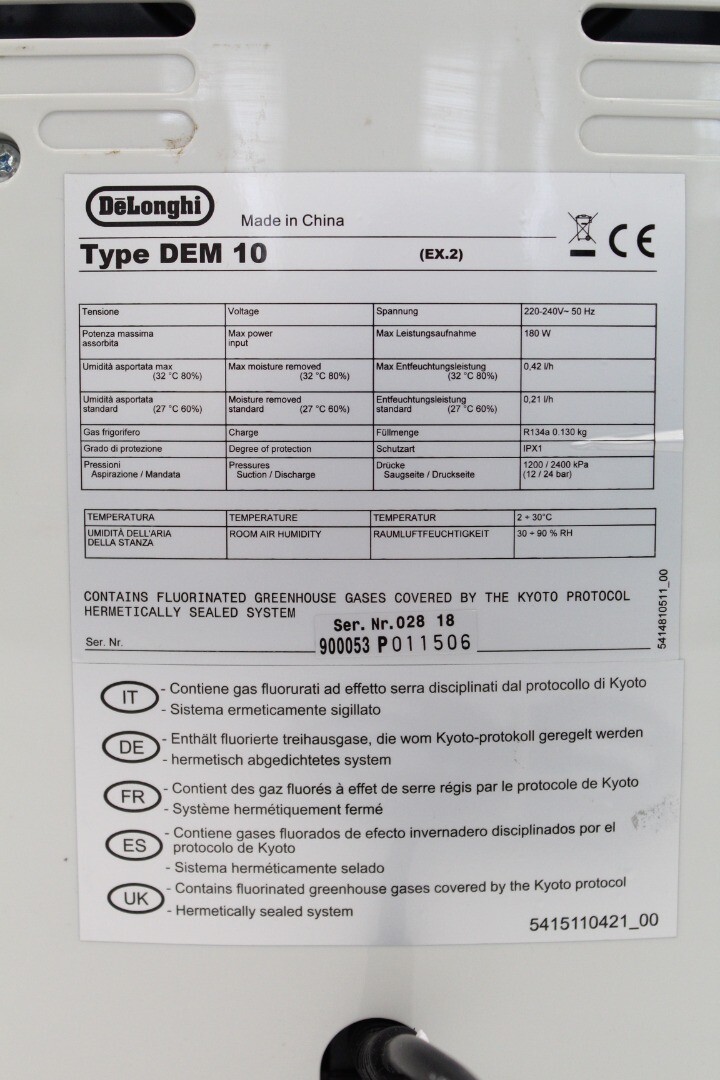 DeLonghi
Made in China
CE
Type DEM 10 (EX.2)
Tensione Voltage Spannung 220-240V~ 50 Hz
Potenza massima assorbita Max power input Max Leistungsaufnahme 180 W
Umidità asportata max (32 °C 80%) Max moisture removed (32 °C 80%) Max Entfeuchtungsleistung (32 °C 80%) 0,42 l/h
Umidità asportata standard (27 °C 60%) Moisture removed standard (27 °C 60%) Entfeuchtungsleistung standard (27 °C 60%) 0,21 l/h
Gas frigorifero Charge Füllmenge R134a 0.130 kg
Grado di protezione Degree of protection Schutzart IPX1
Pressioni Aspirazione / Mandata Pressures Suction / Discharge Drücke Saugseite / Druckseite 1200 / 2400 kPa (12 / 24 bar)
TEMPERATURA TEMPERATURE TEMPERATUR 2 ÷ 30°C
UMIDITÀ DELL'ARIA DELLA STANZA ROOM AIR HUMIDITY RAUMLUFTFEUCHTIGKEIT 30 ÷ 90 % RH
CONTAINS FLUORINATED GREENHOUSE GASES COVERED BY THE KYOTO PROTOCOL
HERMETICALLY SEALED SYSTEM
Ser. Nr.028 18
Ser. Nr. 900053 P011506
5414810511_00
IT - Contiene gas fluorurati ad effetto serra disciplinati dal protocollo di Kyoto
- Sistema ermeticamente sigillato
DE - Enthält fluorierte treihausgase, die wom Kyoto-protokoll geregelt werden
- hermetisch abgedichtetes system
FR - Contient des gaz fluorés à effet de serre régis par le protocole de Kyoto
- Système hermétiquement fermé
ES - Contiene gases fluorados de efecto invernadero disciplinados por el
protocolo de Kyoto
- Sistema herméticamente selado
UK - Contains fluorinated greenhouse gases covered by the Kyoto protocol
- Hermetically sealed system
5415110421_00